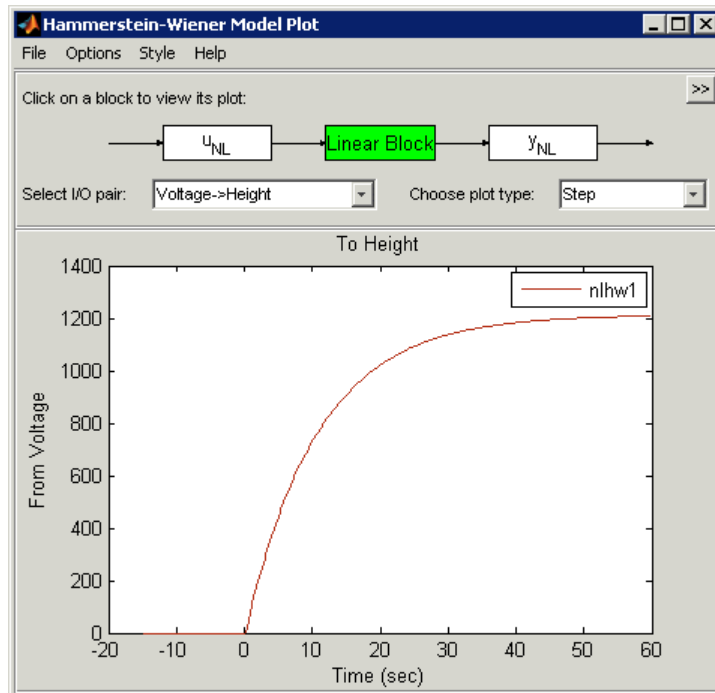 Hammerstein-Wiener Model Plot
File Options Style Help
Click on a block to view its plot:
>>
uNL Linear Block yNL
Select I/O pair: Voltage->Height Choose plot type: Step
To Height
1400
1200
1000
800
600
400
200
0
From Voltage
nlhw1
-20 -10 0 10 20 30 40 50 60
Time (sec)